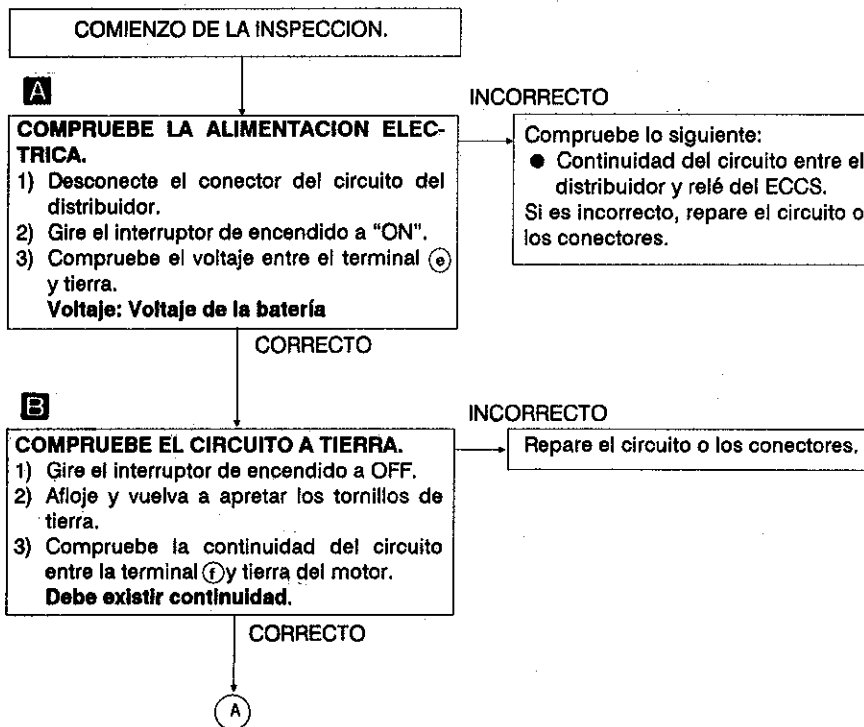 COMIENZO DE LA INSPECCION.
A
COMPRUEBE LA ALIMENTACION ELEC-
TRICA.
1) Desconecte el conector del circuito del
distribuidor.
2) Gire el interruptor de encendido a "ON".
3) Compruebe el voltaje entre el terminal ⓔ
y tierra.
Voltaje: Voltaje de la batería
INCORRECTO
Compruebe lo siguiente:
● Continuidad del circuito entre el
distribuidor y relé del ECCS.
Si es incorrecto, repare el circuito o
los conectores.
CORRECTO
B
COMPRUEBE EL CIRCUITO A TIERRA.
1) Gire el interruptor de encendido a OFF.
2) Afloje y vuelva a apretar los tornillos de
tierra.
3) Compruebe la continuidad del circuito
entre la terminal ⓕ y tierra del motor.
Debe existir continuidad.
INCORRECTO
Repare el circuito o los conectores.
CORRECTO
A